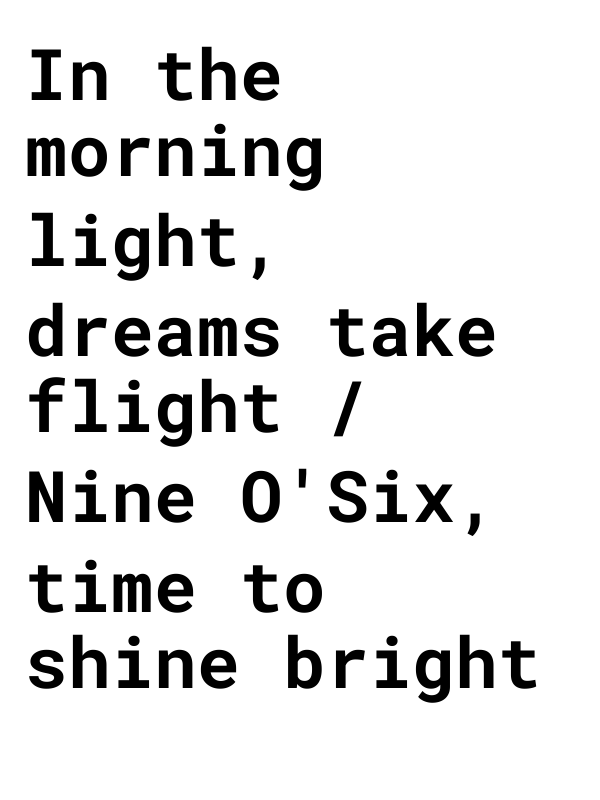 In the
morning
light,
dreams take
flight /
Nine O'Six,
time to
shine bright